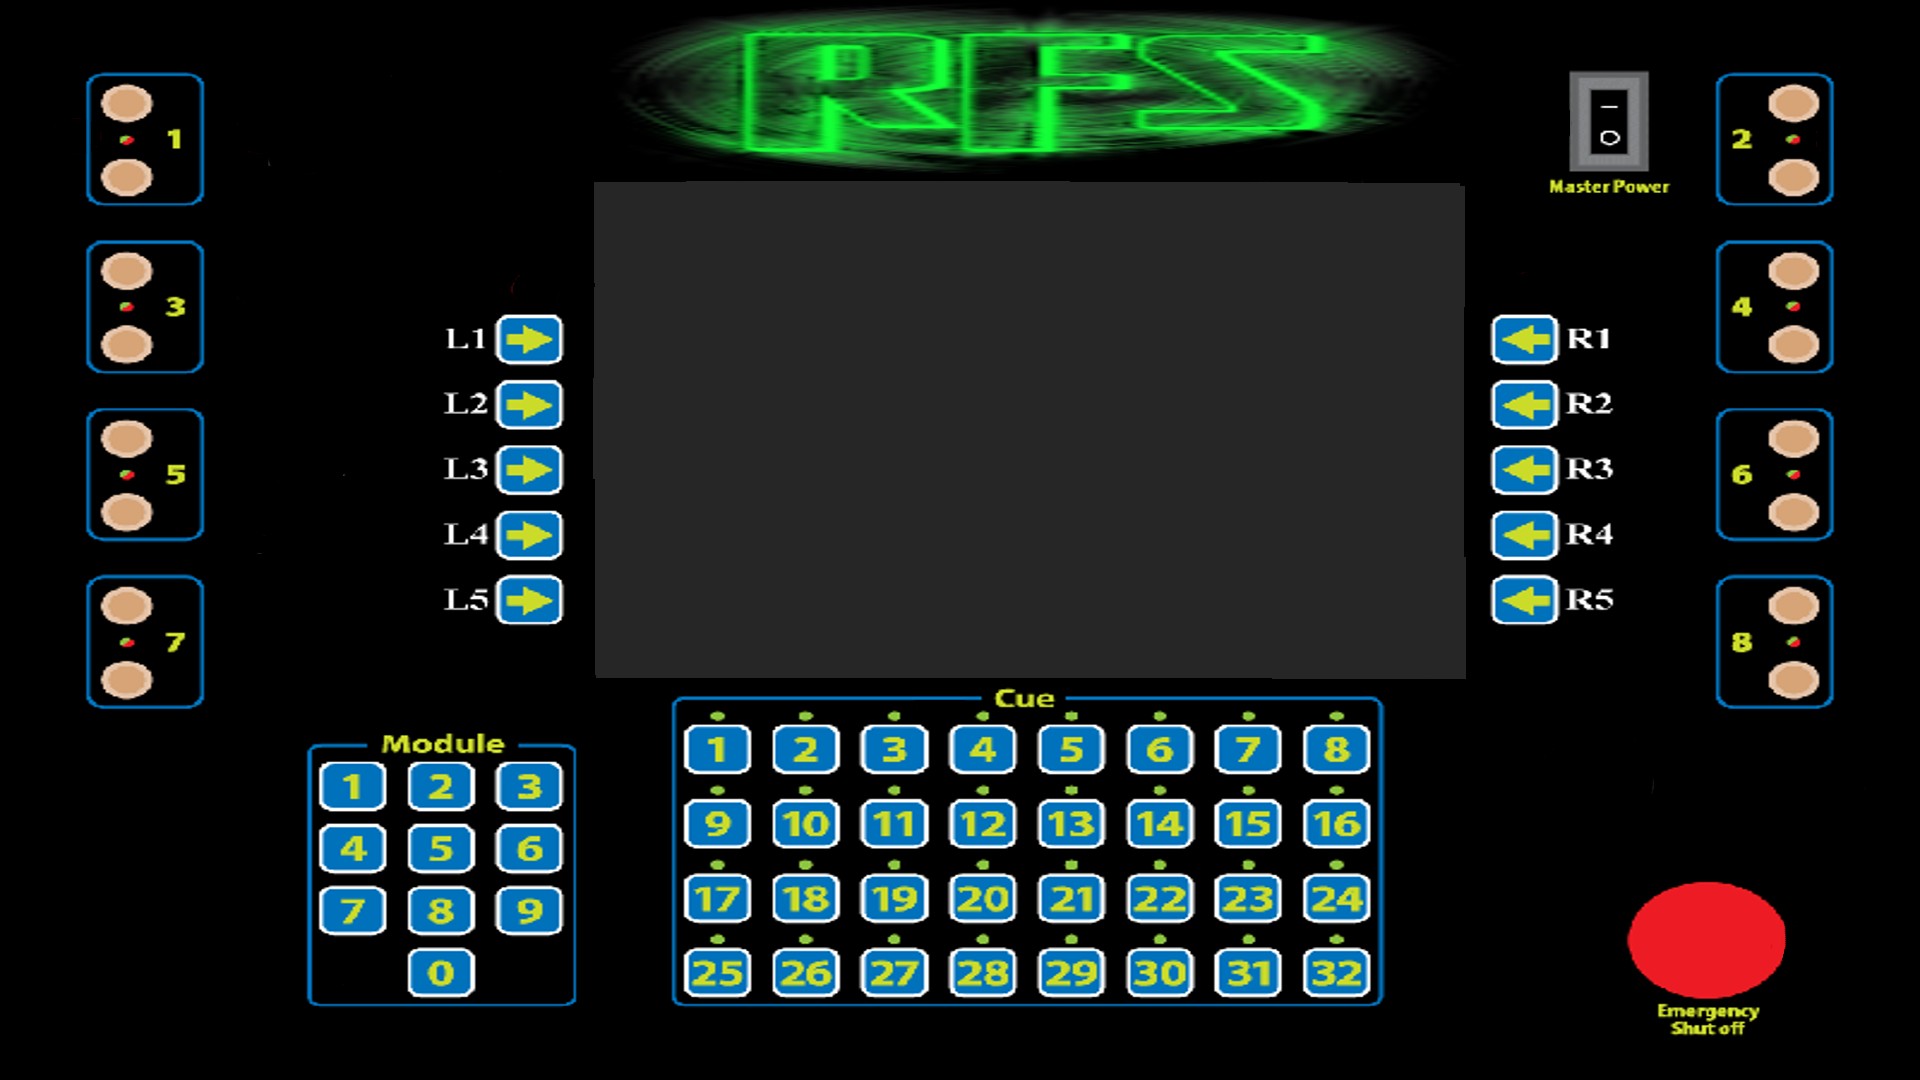 RFS
1
2
Master Power
3
4
L1
R1
L2
R2
L3
R3
5
6
L4
R4
L5
R5
7
8
Module
1 2 3
4 5 6
7 8 9
0
Cue
1 2 3 4 5 6 7 8
9 10 11 12 13 14 15 16
17 18 19 20 21 22 23 24
25 26 27 28 29 30 31 32
Emergency
Shut off